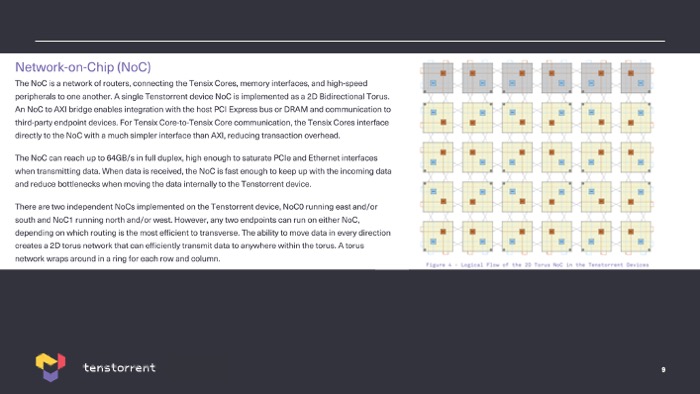 Network-on-Chip (NoC)
The NoC is a network of routers, connecting the Tensix Cores, memory interfaces, and high-speed
peripherals to one another. A single Tenstorrent device NoC is implemented as a 2D Bidirectional Torus.
An NoC to AXI bridge enables integration with the host PCI Express bus or DRAM and communication to
third-party endpoint devices. For Tensix Core-to-Tensix Core communication, the Tensix Cores interface
directly to the NoC with a much simpler interface than AXI, reducing transaction overhead.
The NoC can reach up to 64GB/s in full duplex, high enough to saturate PCIe and Ethernet interfaces
when transmitting data. When data is received, the NoC is fast enough to keep up with the incoming data
and reduce bottlenecks when moving the data internally to the Tenstorrent device.
There are two independent NoCs implemented on the Tenstorrent device, NoC0 running east and/or
south and NoC1 running north and/or west. However, any two endpoints can run on either NoC,
depending on which routing is the most efficient to transverse. The ability to move data in every direction
creates a 2D torus network that can efficiently transmit data to anywhere within the torus. A torus
network wraps around in a ring for each row and column.
Figure 4 - Logical Flow of the 2D Torus NoC in the Tenstorrent Devices
tenstorrent
9